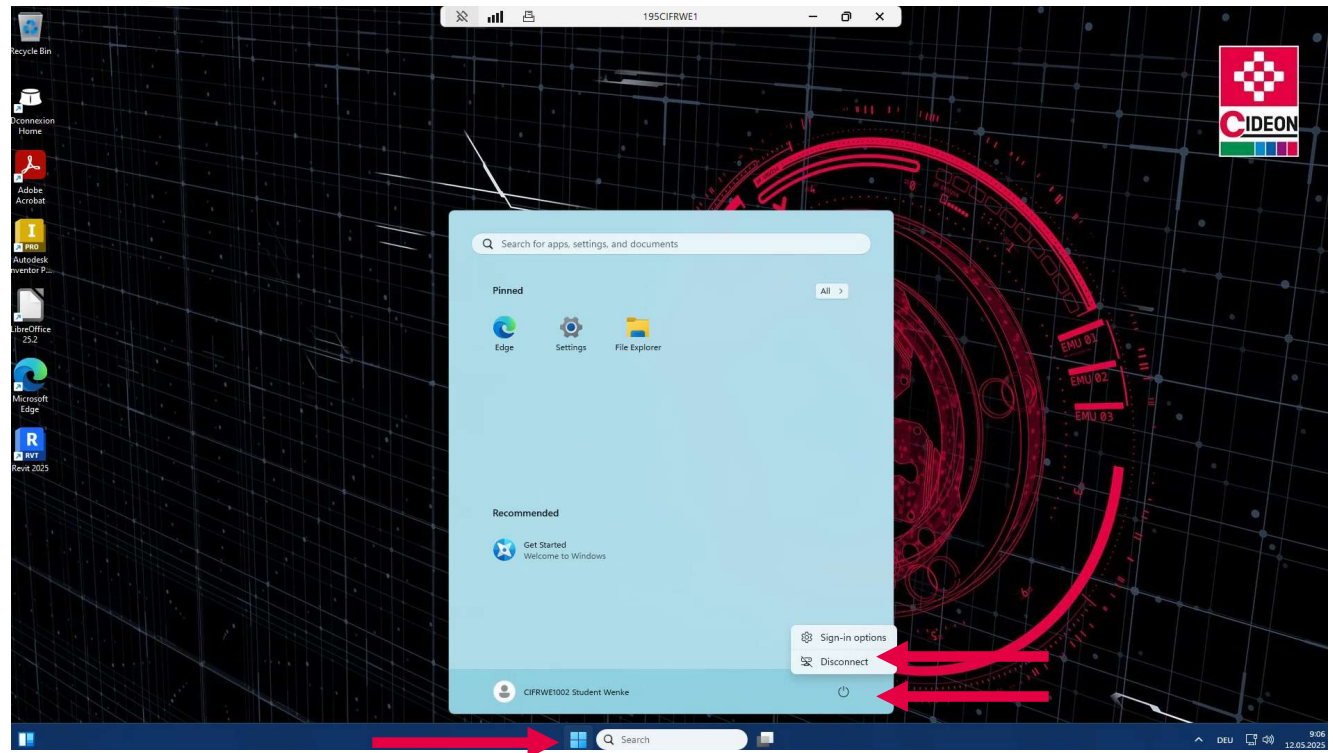 195CIFRWE1
Recycle Bin
Dconnexion
Home
Adobe
Acrobat
I
PRO
Autodesk
nventor P...
LibreOffice
25.2
Microsoft
Edge
R
RVT
Revit 2025
CIDEON
EMU 01
EMU 02
EMU 03
Search for apps, settings, and documents
Pinned
All >
Edge
Settings
File Explorer
Recommended
Get Started
Welcome to Windows
Sign-in options
Disconnect
CIFRWE1002 Student Wenke
Search
DEU
9:06
12.05.2025